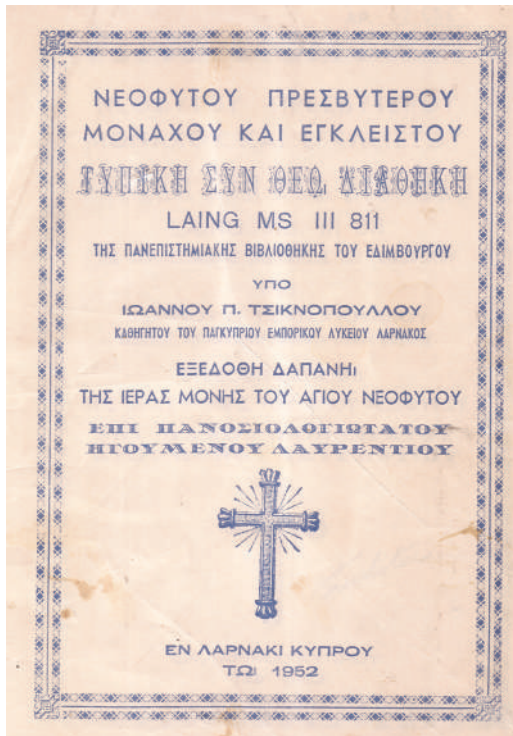 ΝΕΟΦΥΤΟΥ ΠΡΕΣΒΥΤΕΡΟΥ
ΜΟΝΑΧΟΥ ΚΑΙ ΕΓΚΛΕΙΣΤΟΥ
ΤΥΠΙΚΗ ΣΥΝ ΘΕΩ ΔΙΑΘΗΚΗ
LAING MS III 811
ΤΗΣ ΠΑΝΕΠΙΣΤΗΜΙΑΚΗΣ ΒΙΒΛΙΟΘΗΚΗΣ ΤΟΥ ΕΔΙΜΒΟΥΡΓΟΥ
ΥΠΟ
ΙΩΑΝΝΟΥ Π. ΤΣΙΚΝΟΠΟΥΛΛΟΥ
ΚΑΘΗΓΗΤΟΥ ΤΟΥ ΠΑΓΚΥΠΡΙΟΥ ΕΜΠΟΡΙΚΟΥ ΛΥΚΕΙΟΥ ΛΑΡΝΑΚΟΣ
ΕΞΕΔΟΘΗ ΔΑΠΑΝΗι
ΤΗΣ ΙΕΡΑΣ ΜΟΝΗΣ ΤΟΥ ΑΓΙΟΥ ΝΕΟΦΥΤΟΥ
ΕΠΙ ΠΑΝΟΣΙΟΛΟΓΙΩΤΑΤΟΥ
ΗΓΟΥΜΕΝΟΥ ΛΑΥΡΕΝΤΙΟΥ
ΕΝ ΛΑΡΝΑΚΙ ΚΥΠΡΟΥ
ΤΩι 1952